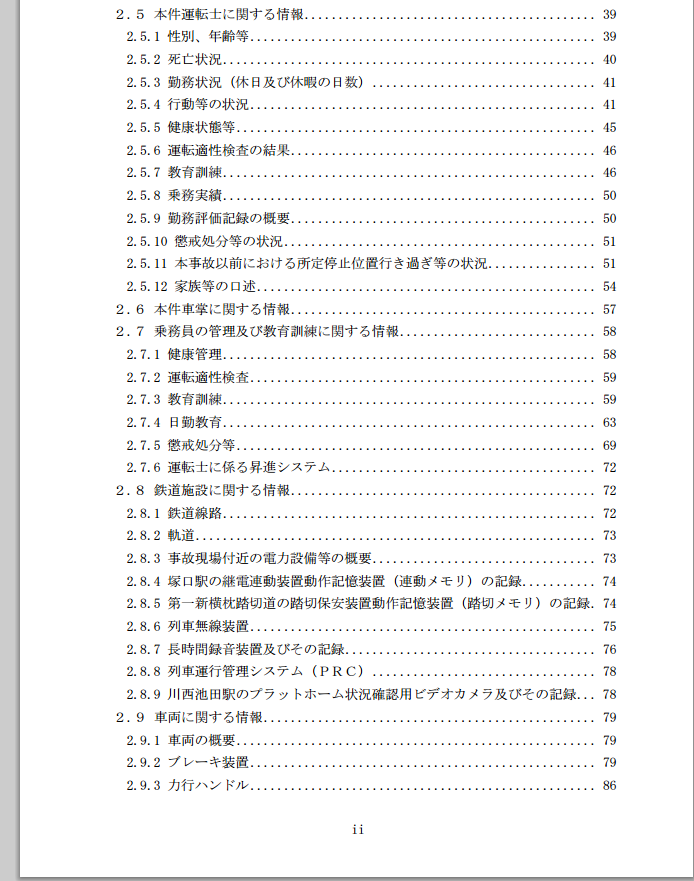 ２.５ 本件運転士に関する情報............................................ 39
2.5.1 性別、年齢等.................................................... 39
2.5.2 死亡状況........................................................ 40
2.5.3 勤務状況（休日及び休暇の日数）.................................. 41
2.5.4 行動等の状況.................................................... 41
2.5.5 健康状態等...................................................... 45
2.5.6 運転適性検査の結果.............................................. 46
2.5.7 教育訓練........................................................ 46
2.5.8 乗務実績........................................................ 50
2.5.9 勤務評価記録の概要.............................................. 50
2.5.10 懲戒処分等の状況............................................... 51
2.5.11 本事故以前における所定停止位置行き過ぎ等の状況................ 51
2.5.12 家族等の口述................................................... 54
２.６ 本件車掌に関する情報.............................................. 57
２.７ 乗務員の管理及び教育訓練に関する情報.............................. 58
2.7.1 健康管理........................................................ 58
2.7.2 運転適性検査.................................................... 59
2.7.3 教育訓練........................................................ 59
2.7.4 日勤教育........................................................ 63
2.7.5 懲戒処分等...................................................... 69
2.7.6 運転士に係る昇進システム........................................ 72
２.８ 鉄道施設に関する情報.............................................. 72
2.8.1 鉄道線路........................................................ 72
2.8.2 軌道............................................................ 73
2.8.3 事故現場付近の電力設備等の概要.................................. 73
2.8.4 塚口駅の継電連動装置動作記憶装置（連動メモリ）の記録........... 74
2.8.5 第一新横枕踏切道の踏切保安装置動作記憶装置（踏切メモリ）の記録. 74
2.8.6 列車無線装置.................................................... 75
2.8.7 長時間録音装置及びその記録...................................... 76
2.8.8 列車運行管理システム（ＰＲＣ）.................................. 78
2.8.9 川西池田駅のプラットホーム状況確認用ビデオカメラ及びその記録... 78
２.９ 車両に関する情報.................................................. 79
2.9.1 車両の概要...................................................... 79
2.9.2 ブレーキ装置.................................................... 79
2.9.3 力行ハンドル.................................................... 86
ii